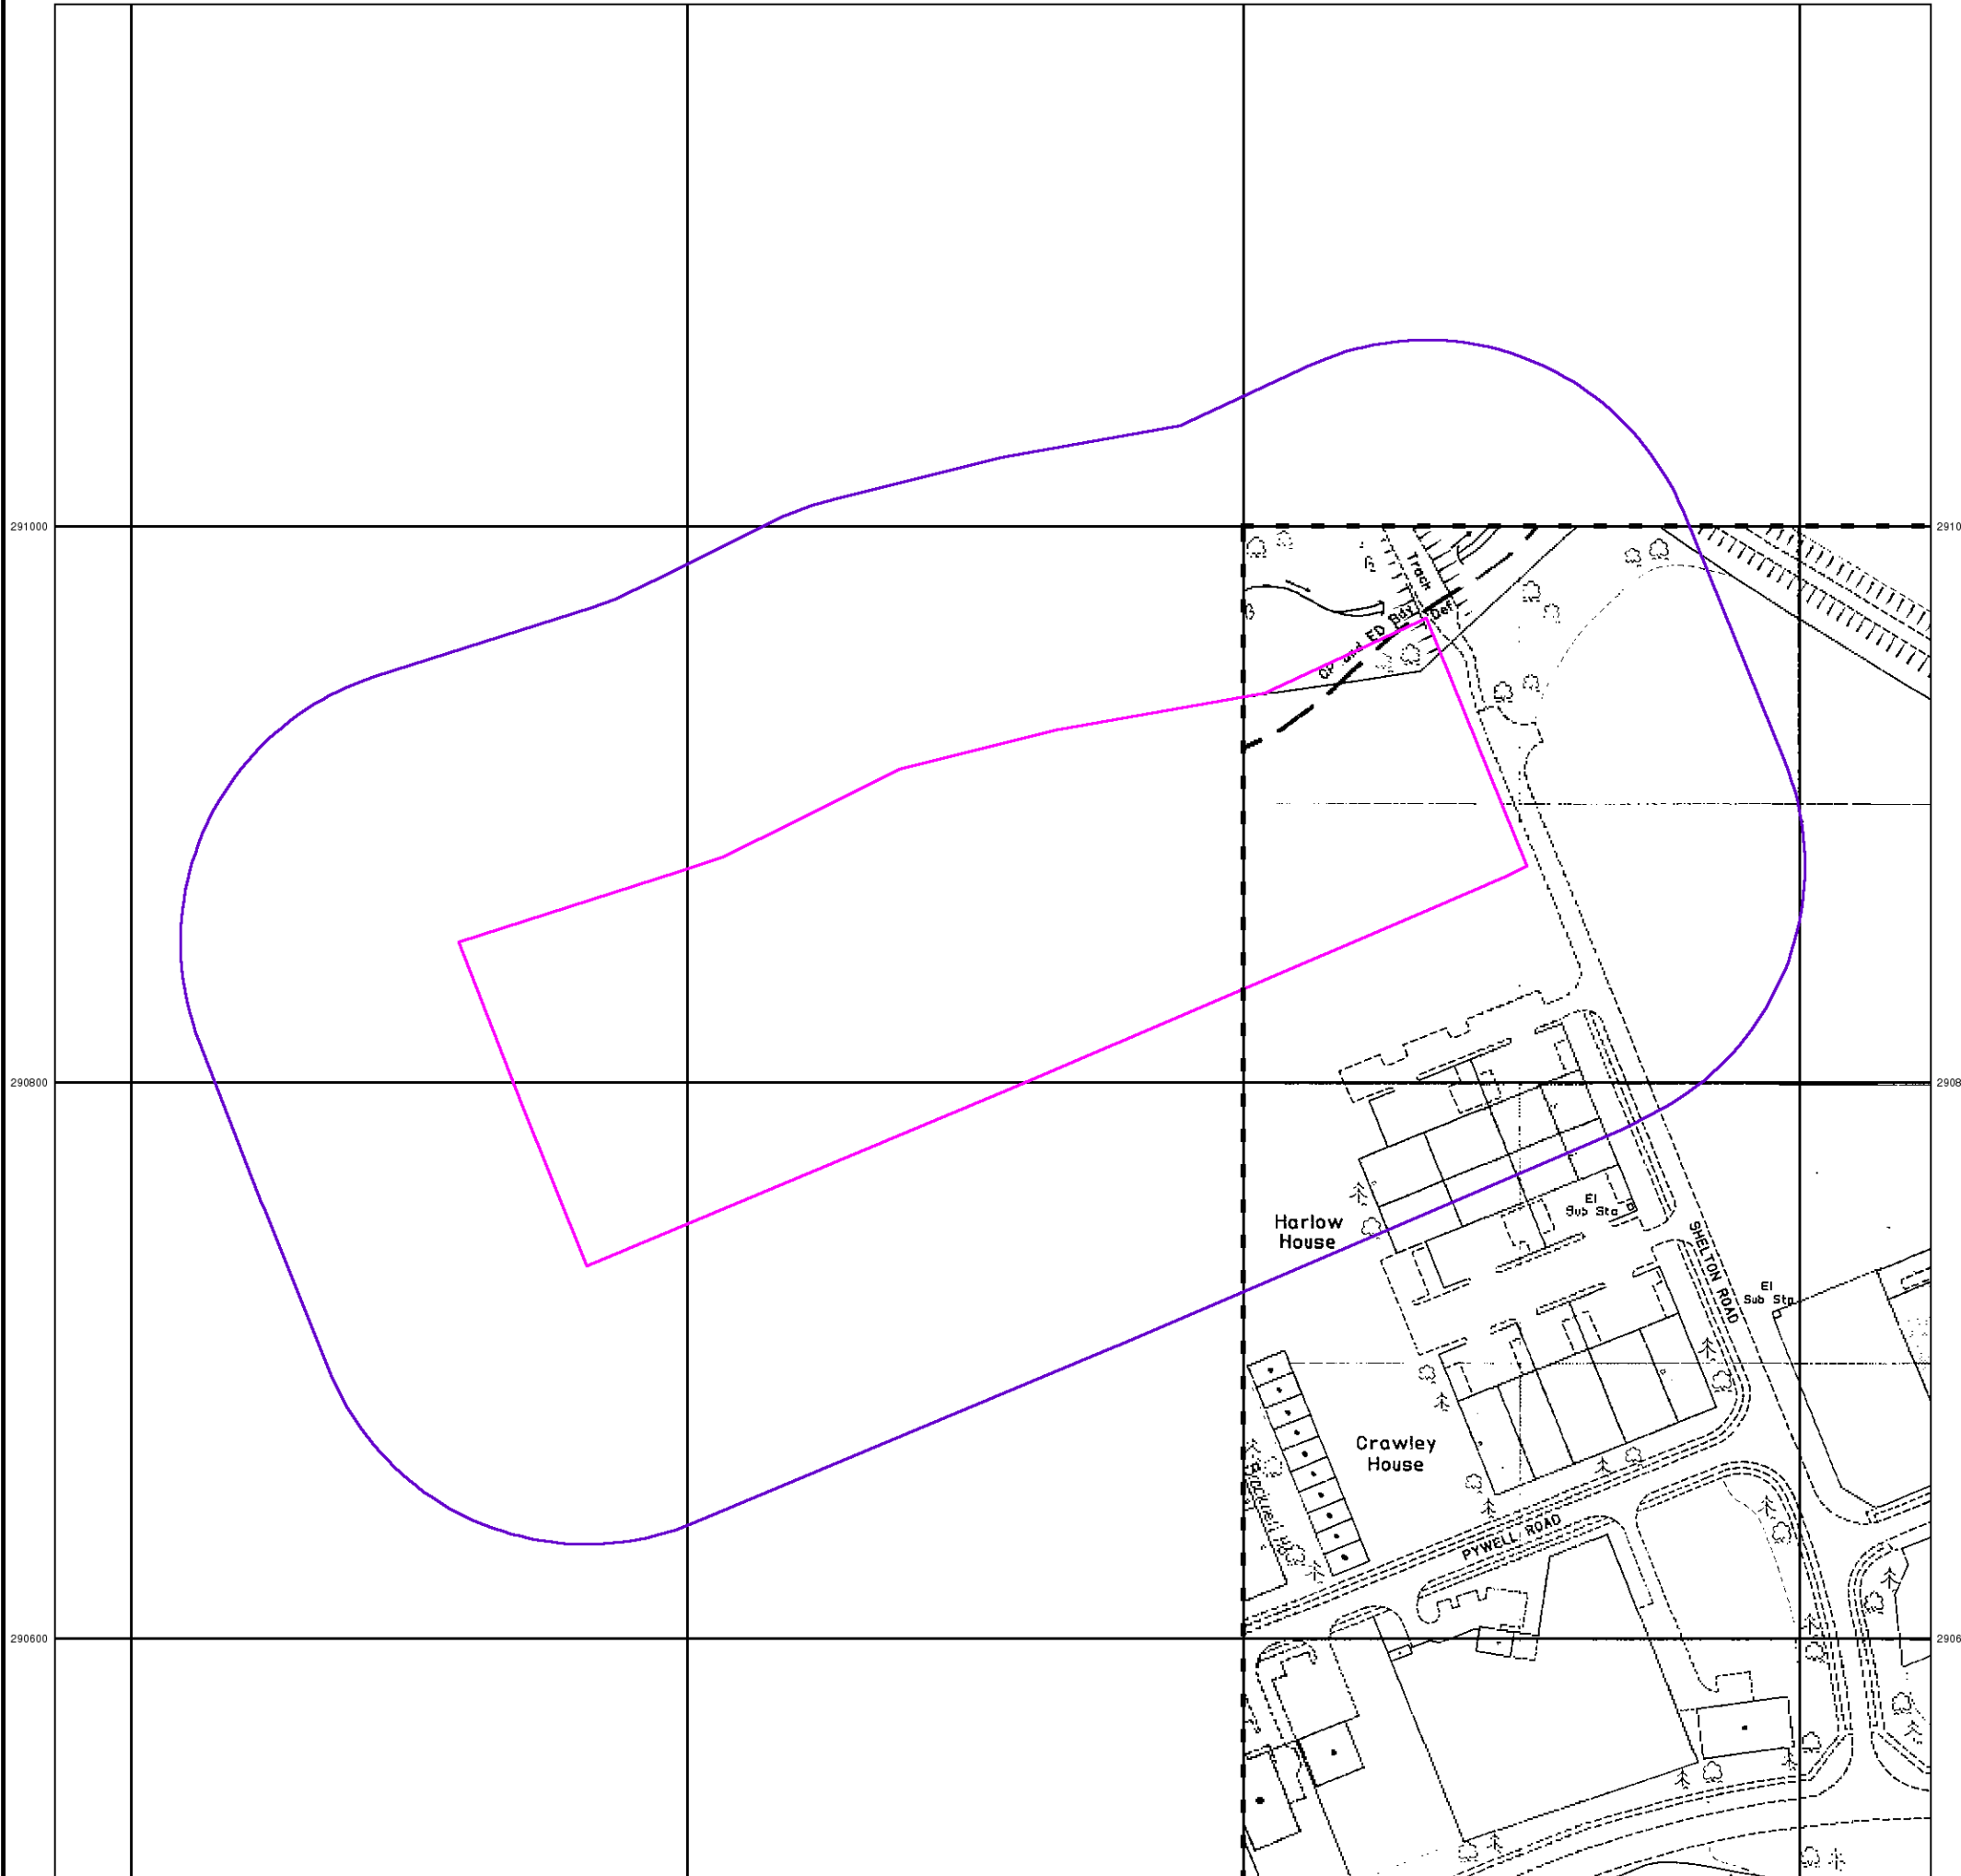 291000
2910
Track
CP and ED Bdy
Def
290800
2908
El
Sub Sta
Harlow
House
SHELTON ROAD
El
Sub Sta
Crawley
House
PYWELL ROAD
290600
2906